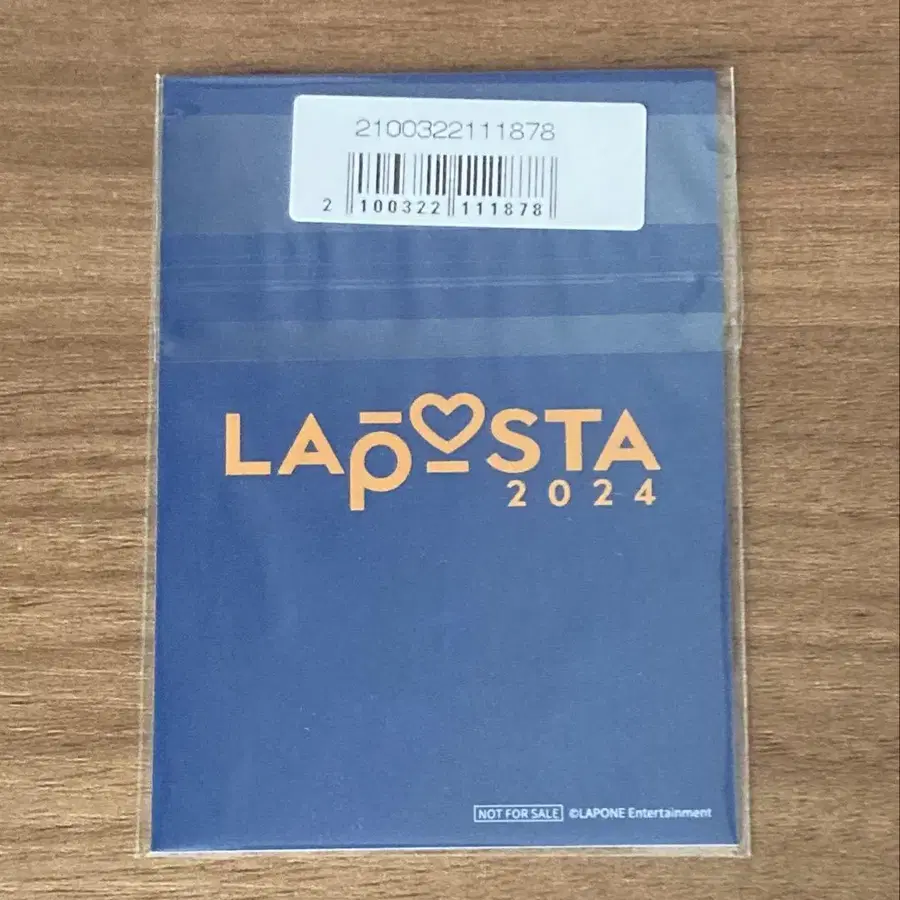 2100322111878
2 100322 111878
LAPOSTA
2024
NOT FOR SALE ©LAPONE Entertainment